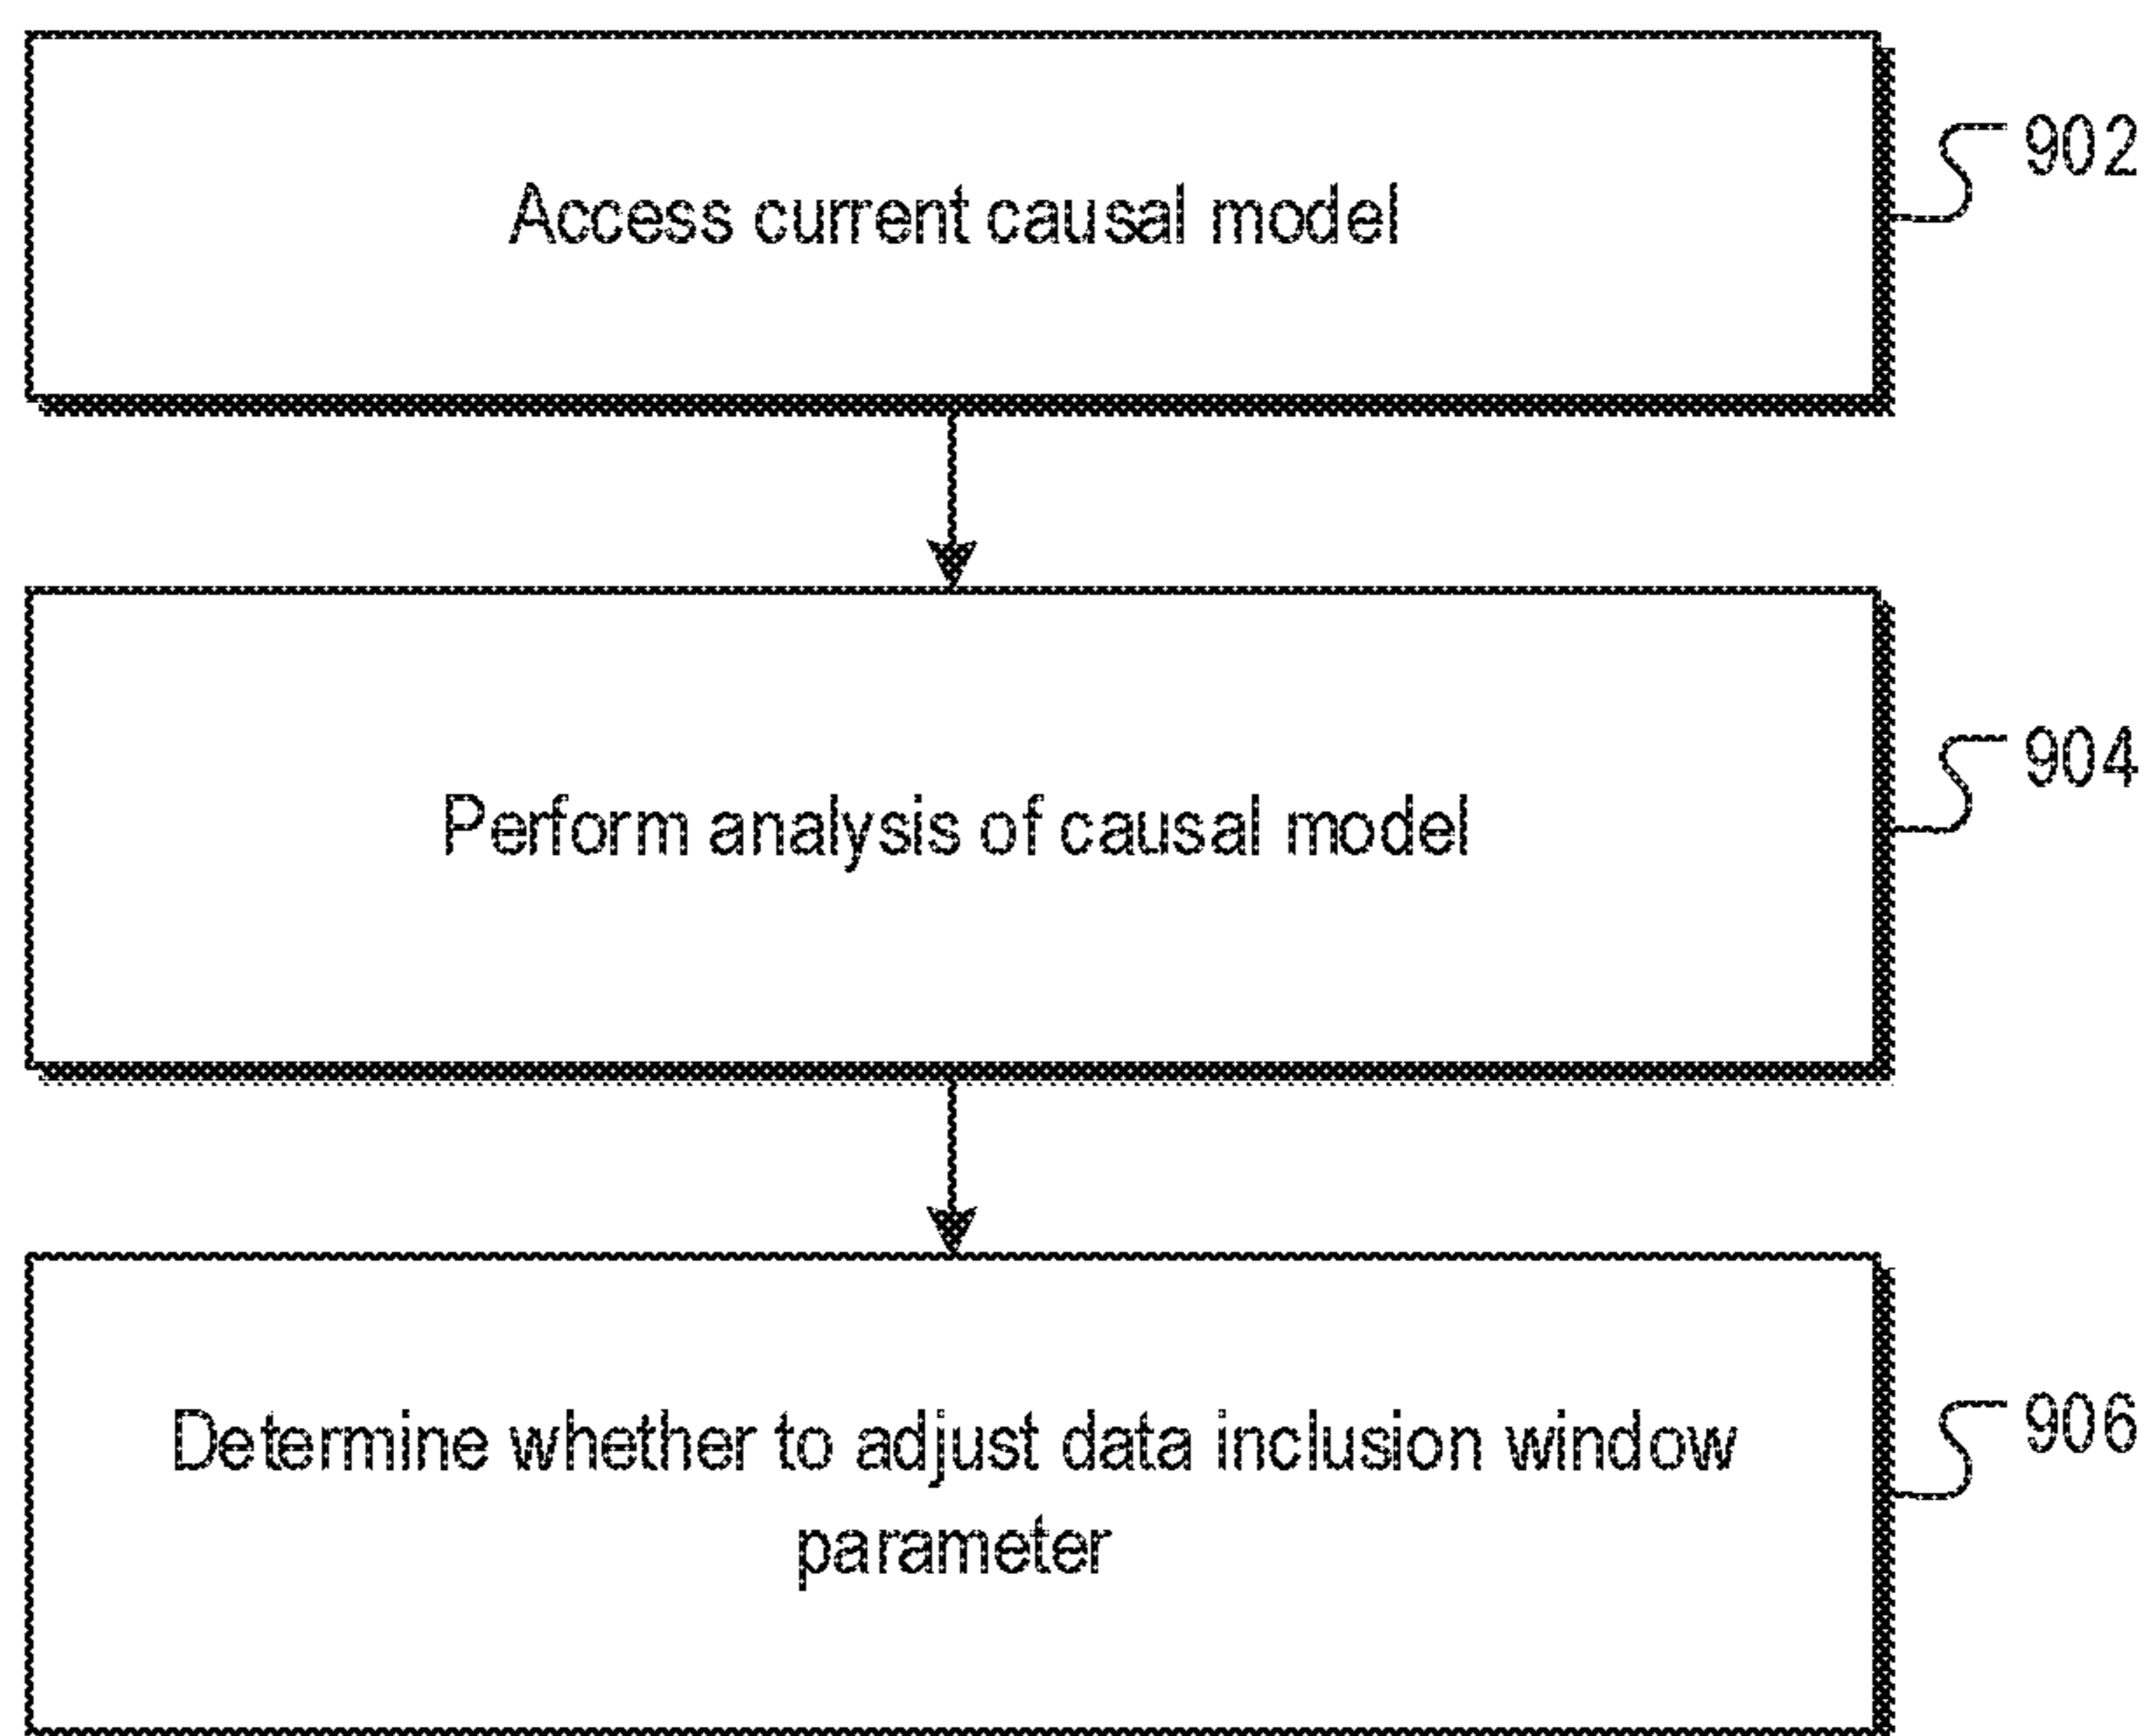 Access current causal model
902
Perform analysis of causal model
904
Determine whether to adjust data inclusion window
parameter
906